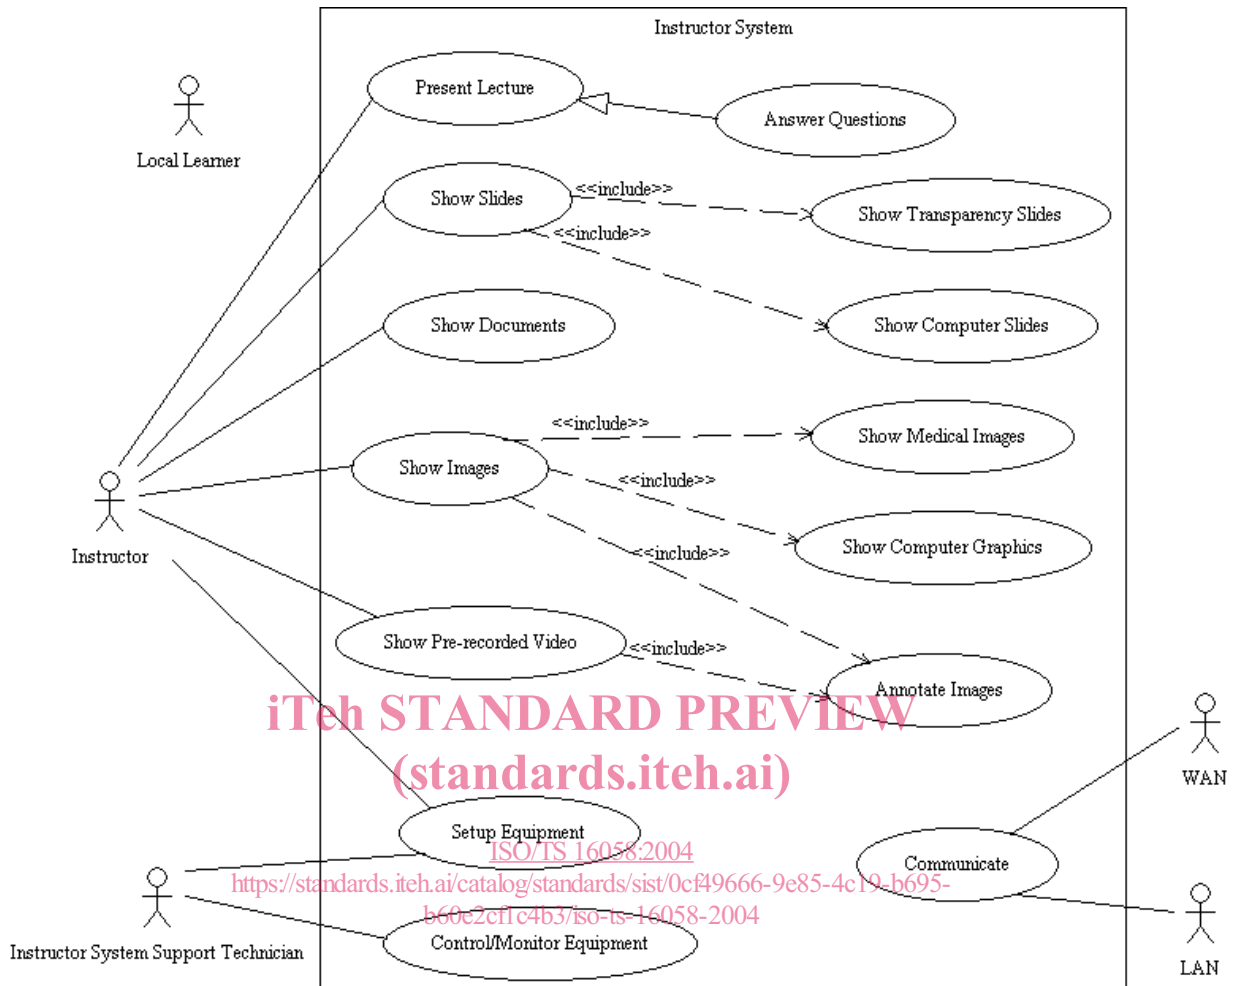 Instructor System
Present Lecture
Answer Questions
Local Learner
<<include>>
Show Slides
Show Transparency Slides
<<include>>
Show Documents
Show Computer Slides
<<include>>
Show Medical Images
Show Images
<<include>>
Show Computer Graphics
<<include>>
Instructor
Show Pre-recorded Video
<<include>>
Annotate Images
iTeh STANDARD PREVIEW
(standards.iteh.ai)
WAN
Setup Equipment
ISO/TS 16058:2004
Communicate
https://standards.iteh.ai/catalog/standards/sist/0cf49666-9e85-4c19-b695-
b60e2cf1c4b3/iso-ts-16058-2004
Control/Monitor Equipment
Instructor System Support Technician
LAN